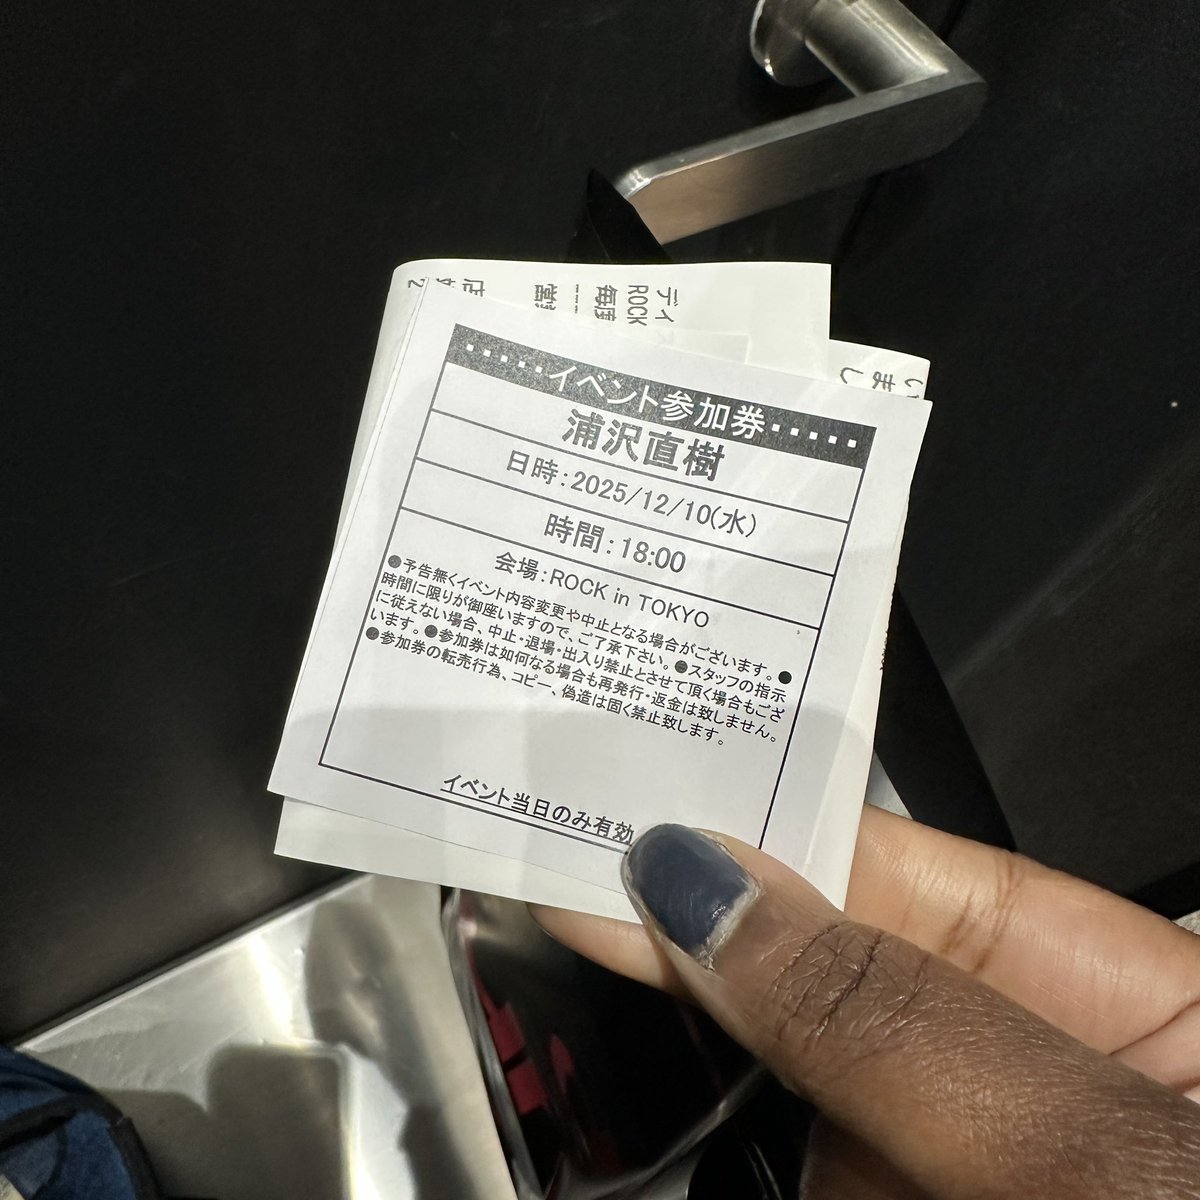 ·····イベント参加券·····
浦沢直樹
日時：2025/12/10(水)
時間：18:00
会場：ROCK in TOKYO
●予告無くイベント内容変更や中止となる場合がございます。●
時間に限りが御座いますので、ご了承下さい。●スタッフの指示
に従えない場合、中止・退場・出入り禁止とさせて頂く場合もござ
います。●参加券は如何なる場合も再発行・返金は致しません。
●参加券の転売行為、コピー、偽造は固く禁止致します。
イベント当日のみ有効
ディ
ROCK
毎度
まし
い